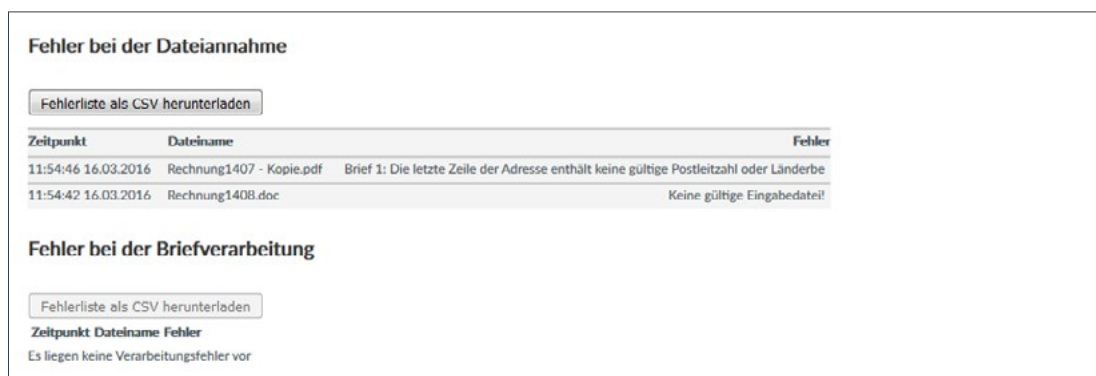 Fehler bei der Dateiannahme
Fehlerliste als CSV herunterladen
Zeitpunkt Dateiname Fehler
11:54:46 16.03.2016 Rechnung1407 - Kopie.pdf Brief 1: Die letzte Zeile der Adresse enthält keine gültige Postleitzahl oder Länderbe
11:54:42 16.03.2016 Rechnung1408.doc Keine gültige Eingabedatei!
Fehler bei der Briefverarbeitung
Fehlerliste als CSV herunterladen
Zeitpunkt Dateiname Fehler
Es liegen keine Verarbeitungsfehler vor